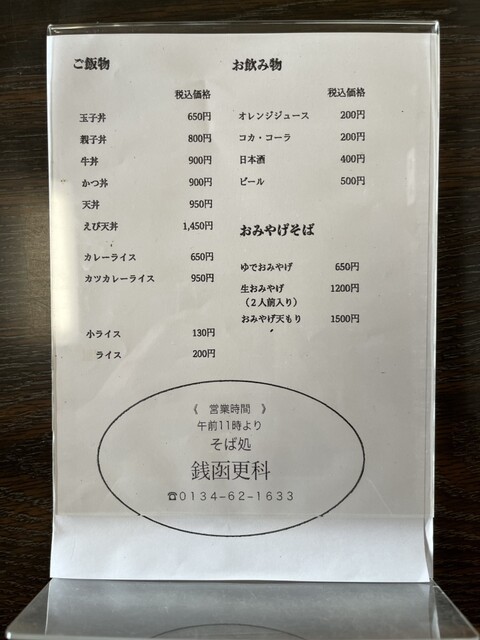 ご飯物
税込価格
玉子丼 650円
親子丼 800円
牛丼 900円
かつ丼 900円
天丼 950円
えび天丼 1,450円
カレーライス 650円
カツカレーライス 950円
小ライス 130円
ライス 200円
お飲み物
税込価格
オレンジジュース 200円
コカ・コーラ 200円
日本酒 400円
ビール 500円
おみやげそば
ゆでおみやげ 650円
生おみやげ 1200円
(2人前入り)
おみやげ天もり 1500円
《 営業時間 》
午前11時より
そば処
銭函更科
☎0134-62-1633